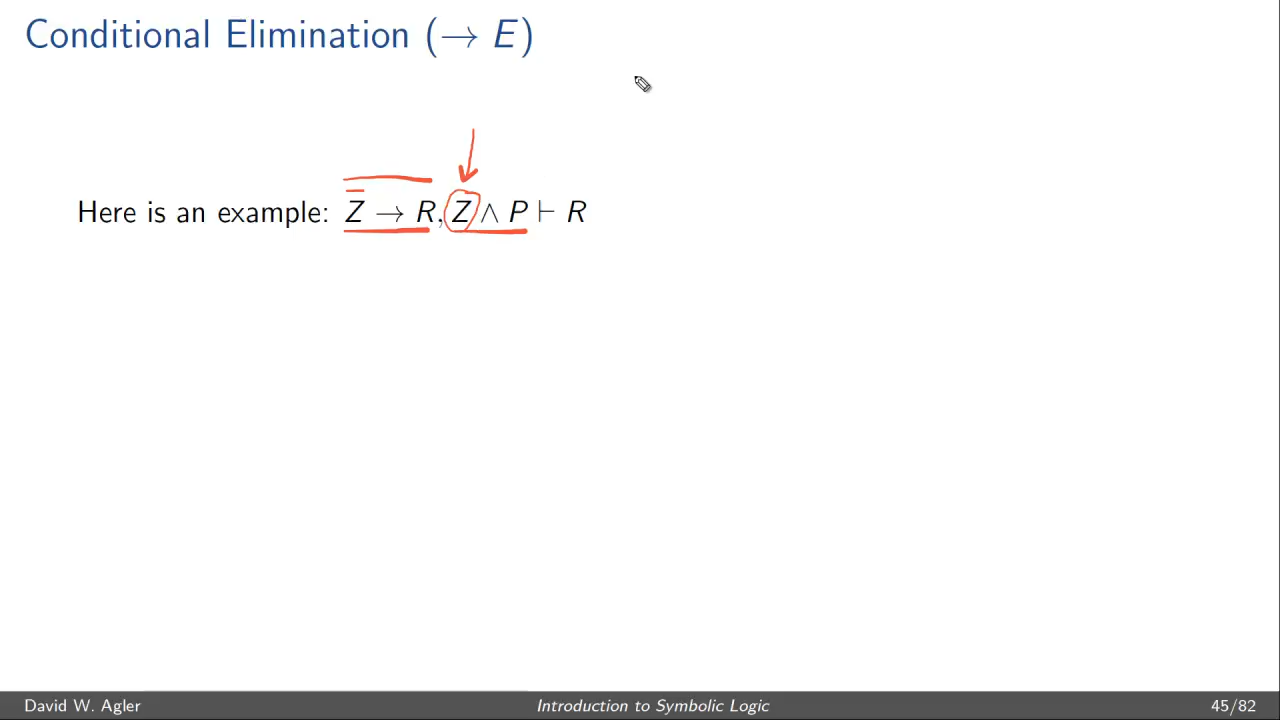 Conditional Elimination (→ E)
Here is an example: Z → R, Z ∧ P ⊢ R
David W. Agler
Introduction to Symbolic Logic
45/82